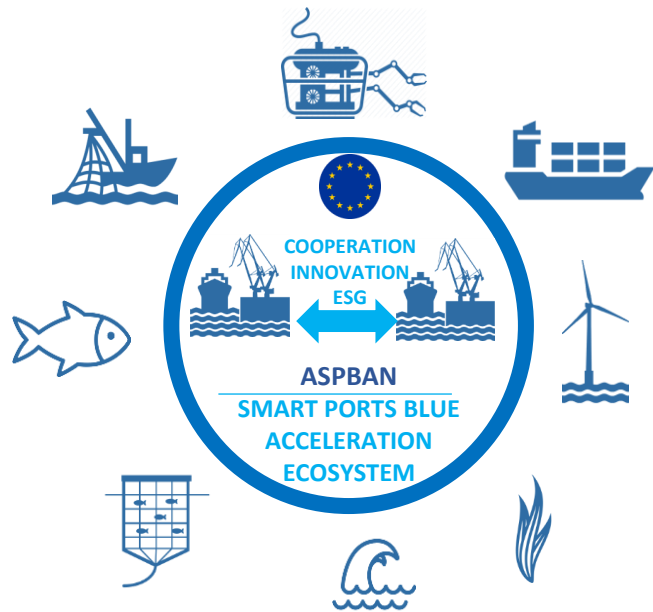 COOPERATION
INNOVATION
ESG
ASPBAN
SMART PORTS BLUE
ACCELERATION
ECOSYSTEM